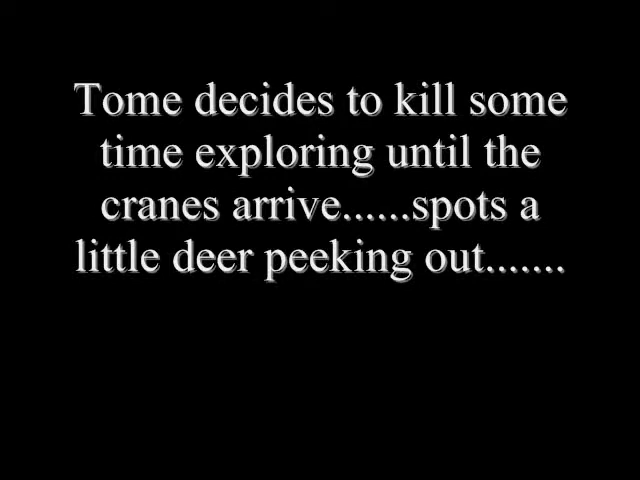 Tome decides to kill some
time exploring until the
cranes arrive......spots a
little deer peeking out.......